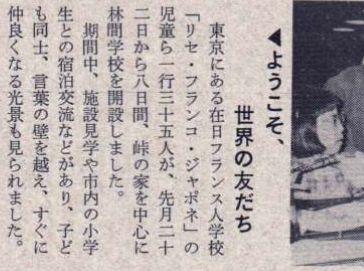 ◀ようこそ、
世界の友だち
東京にある在日フランス人学校
「リセ・フランコ・ジャポネ」の
児童ら一行三十五人が、先月二十
二日から八日間、峠の家を中心に
林間学校を開設しました。
期間中、施設見学や市内の小学
生との宿泊交流などがあり、子ど
も同士、言葉の壁を越え、すぐに
仲良くなる光景も見られました。